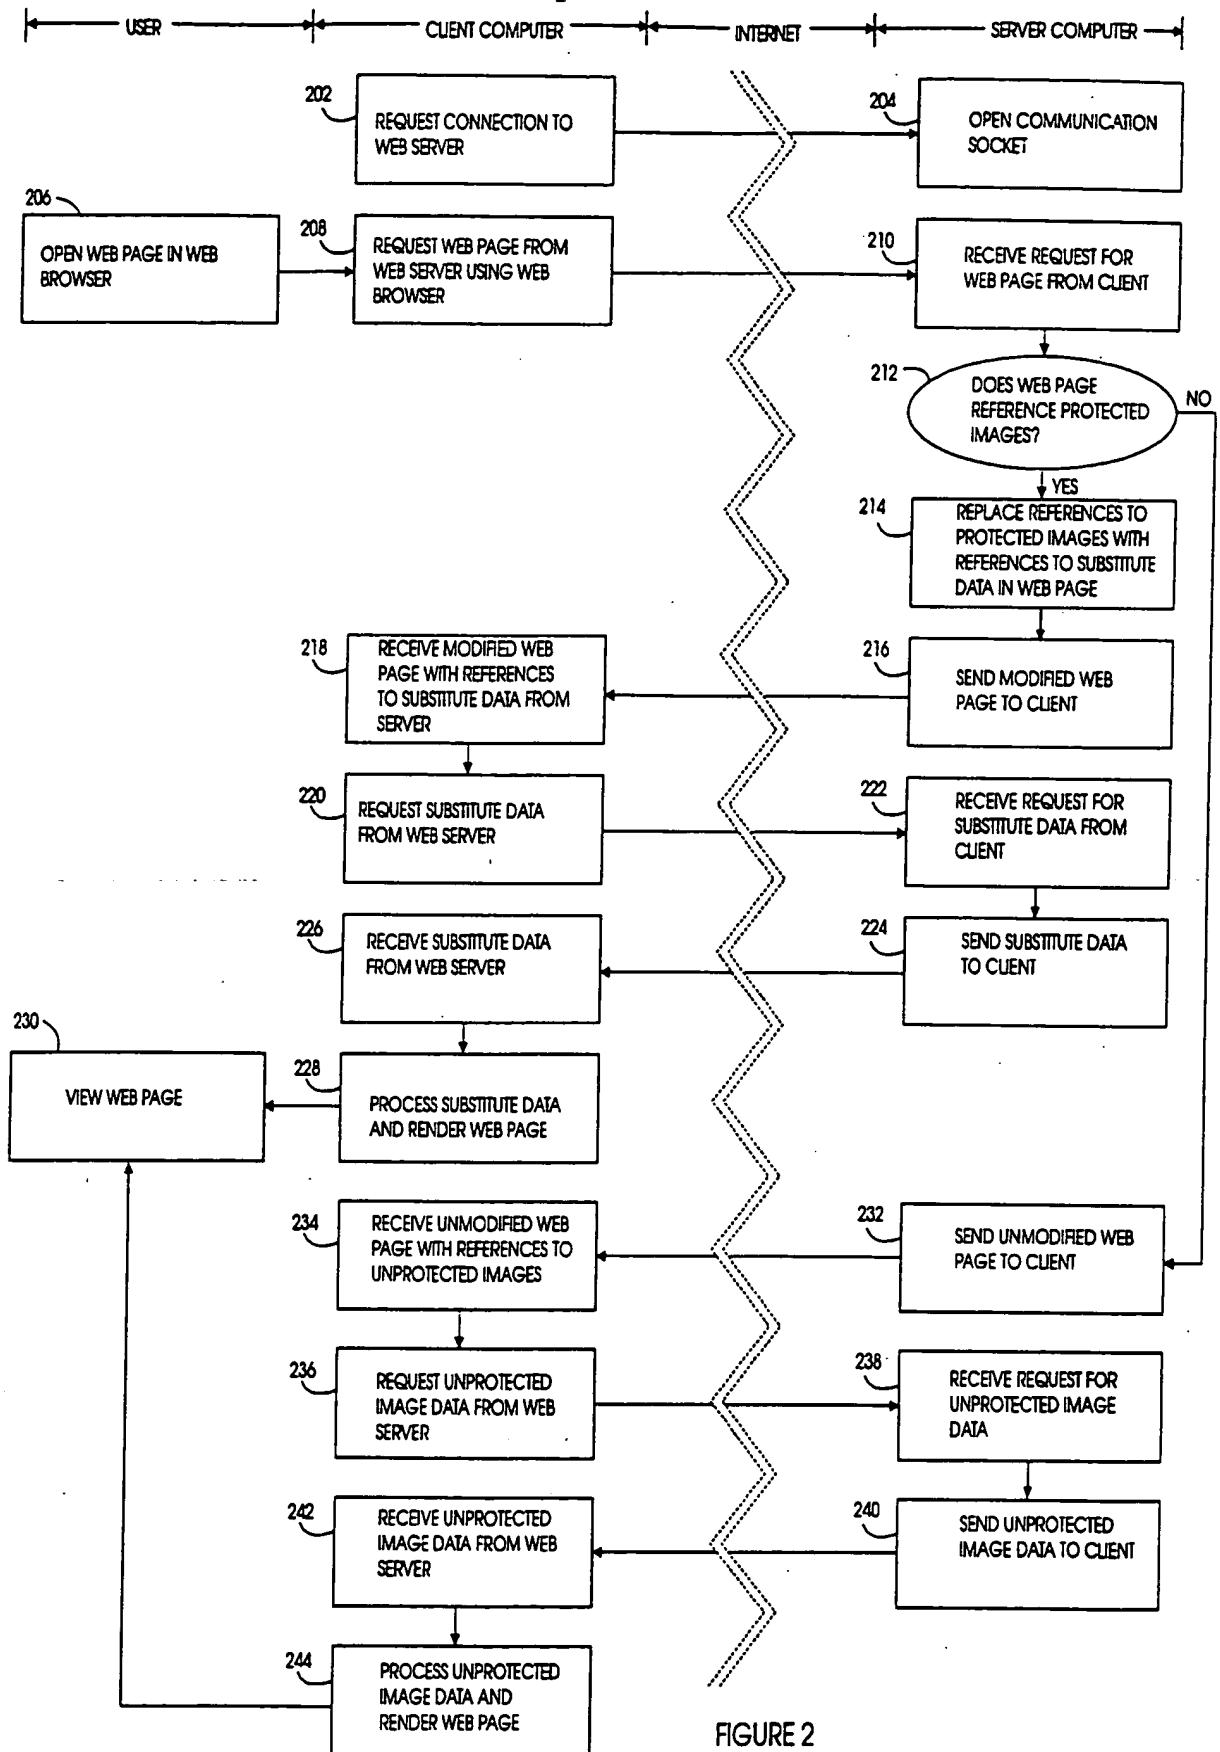 USER
CLIENT COMPUTER
INTERNET
SERVER COMPUTER
202
REQUEST CONNECTION TO
WEB SERVER
204
OPEN COMMUNICATION
SOCKET
206
OPEN WEB PAGE IN WEB
BROWSER
208
REQUEST WEB PAGE FROM
WEB SERVER USING WEB
BROWSER
210
RECEIVE REQUEST FOR
WEB PAGE FROM CLIENT
212
DOES WEB PAGE
REFERENCE PROTECTED
IMAGES?
NO
YES
214
REPLACE REFERENCES TO
PROTECTED IMAGES WITH
REFERENCES TO SUBSTITUTE
DATA IN WEB PAGE
216
SEND MODIFIED WEB
PAGE TO CLIENT
218
RECEIVE MODIFIED WEB
PAGE WITH REFERENCES
TO SUBSTITUTE DATA FROM
SERVER
220
REQUEST SUBSTITUTE DATA
FROM WEB SERVER
222
RECEIVE REQUEST FOR
SUBSTITUTE DATA FROM
CLIENT
224
SEND SUBSTITUTE DATA
TO CLIENT
226
RECEIVE SUBSTITUTE DATA
FROM WEB SERVER
228
PROCESS SUBSTITUTE DATA
AND RENDER WEB PAGE
230
VIEW WEB PAGE
232
SEND UNMODIFIED WEB
PAGE TO CLIENT
234
RECEIVE UNMODIFIED WEB
PAGE WITH REFERENCES TO
UNPROTECTED IMAGES
236
REQUEST UNPROTECTED
IMAGE DATA FROM WEB
SERVER
238
RECEIVE REQUEST FOR
UNPROTECTED IMAGE
DATA
240
SEND UNPROTECTED
IMAGE DATA TO CLIENT
242
RECEIVE UNPROTECTED
IMAGE DATA FROM WEB
SERVER
244
PROCESS UNPROTECTED
IMAGE DATA AND
RENDER WEB PAGE
FIGURE 2